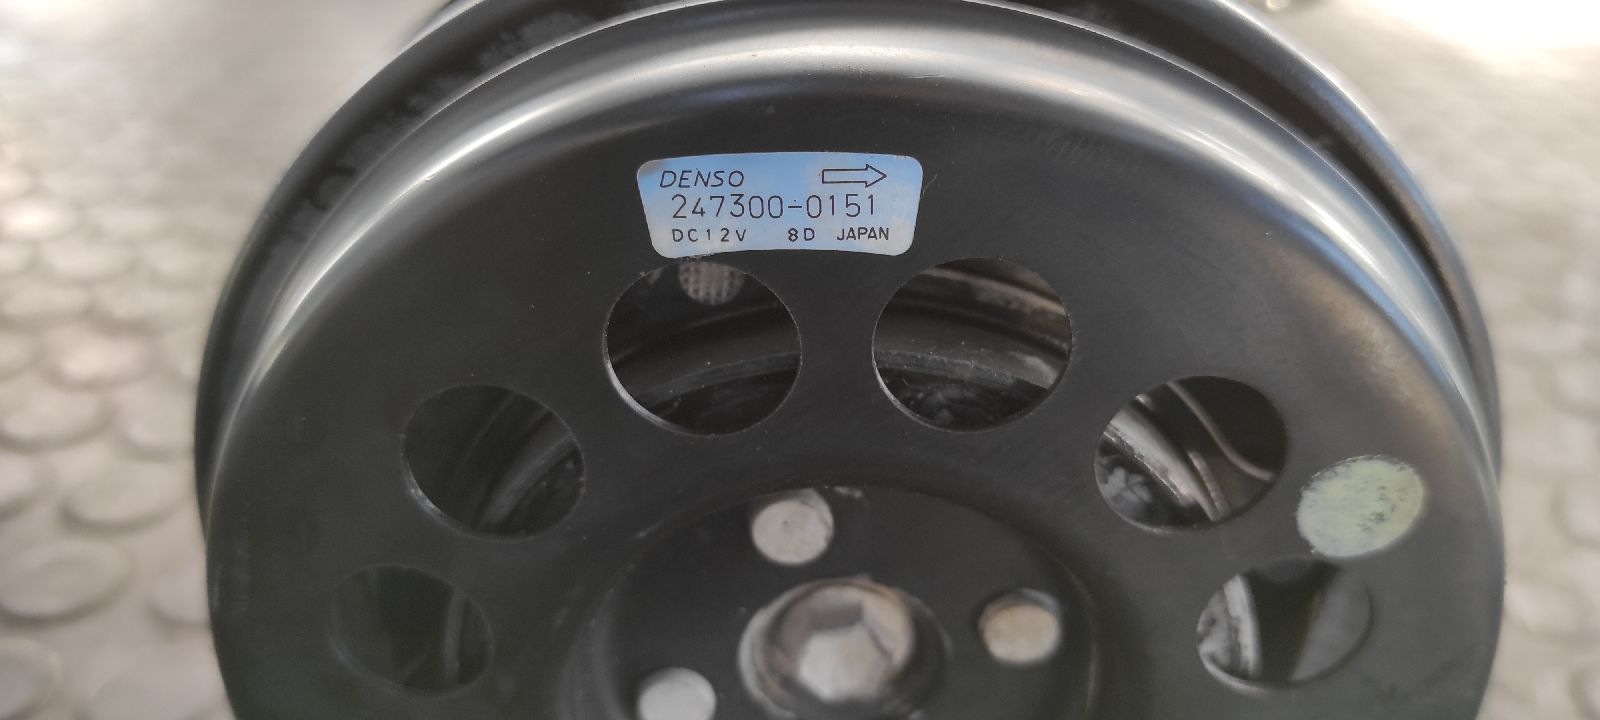 DENSO
247300-0151
DC12V 8D JAPAN